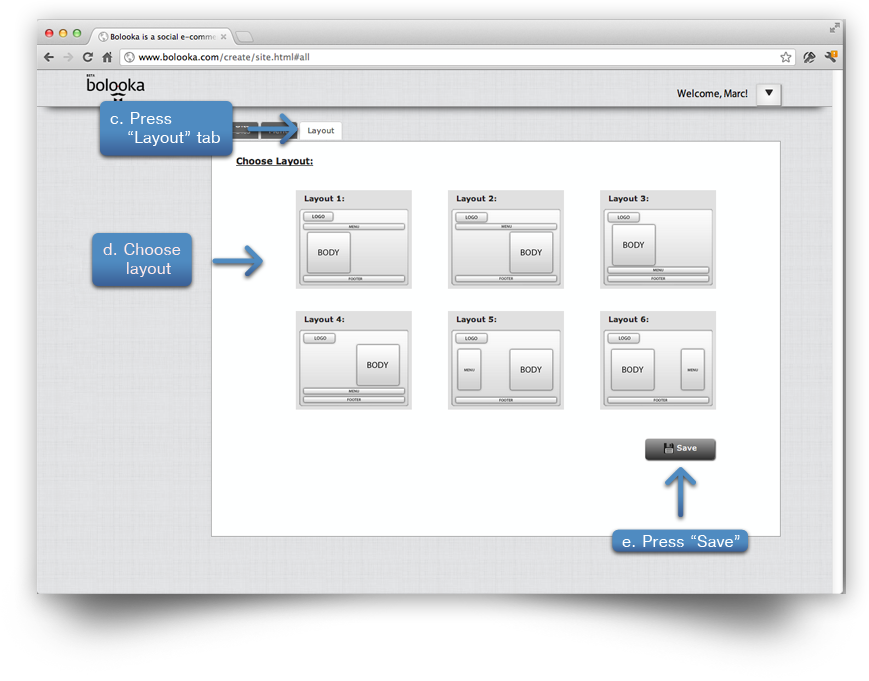 Bolooka is a social e-comme
www.bolooka.com/create/site.html#all
BETA
bolooka
Welcome, Marc!
c. Press
"Layout" tab
Layout
Choose Layout:
Layout 1:
LOGO
MENU
BODY
FOOTER
Layout 2:
LOGO
MENU
BODY
FOOTER
Layout 3:
LOGO
BODY
MENU
FOOTER
d. Choose
layout
Layout 4:
LOGO
BODY
MENU
FOOTER
Layout 5:
LOGO
MENU
BODY
FOOTER
Layout 6:
LOGO
BODY
MENU
FOOTER
Save
e. Press "Save"